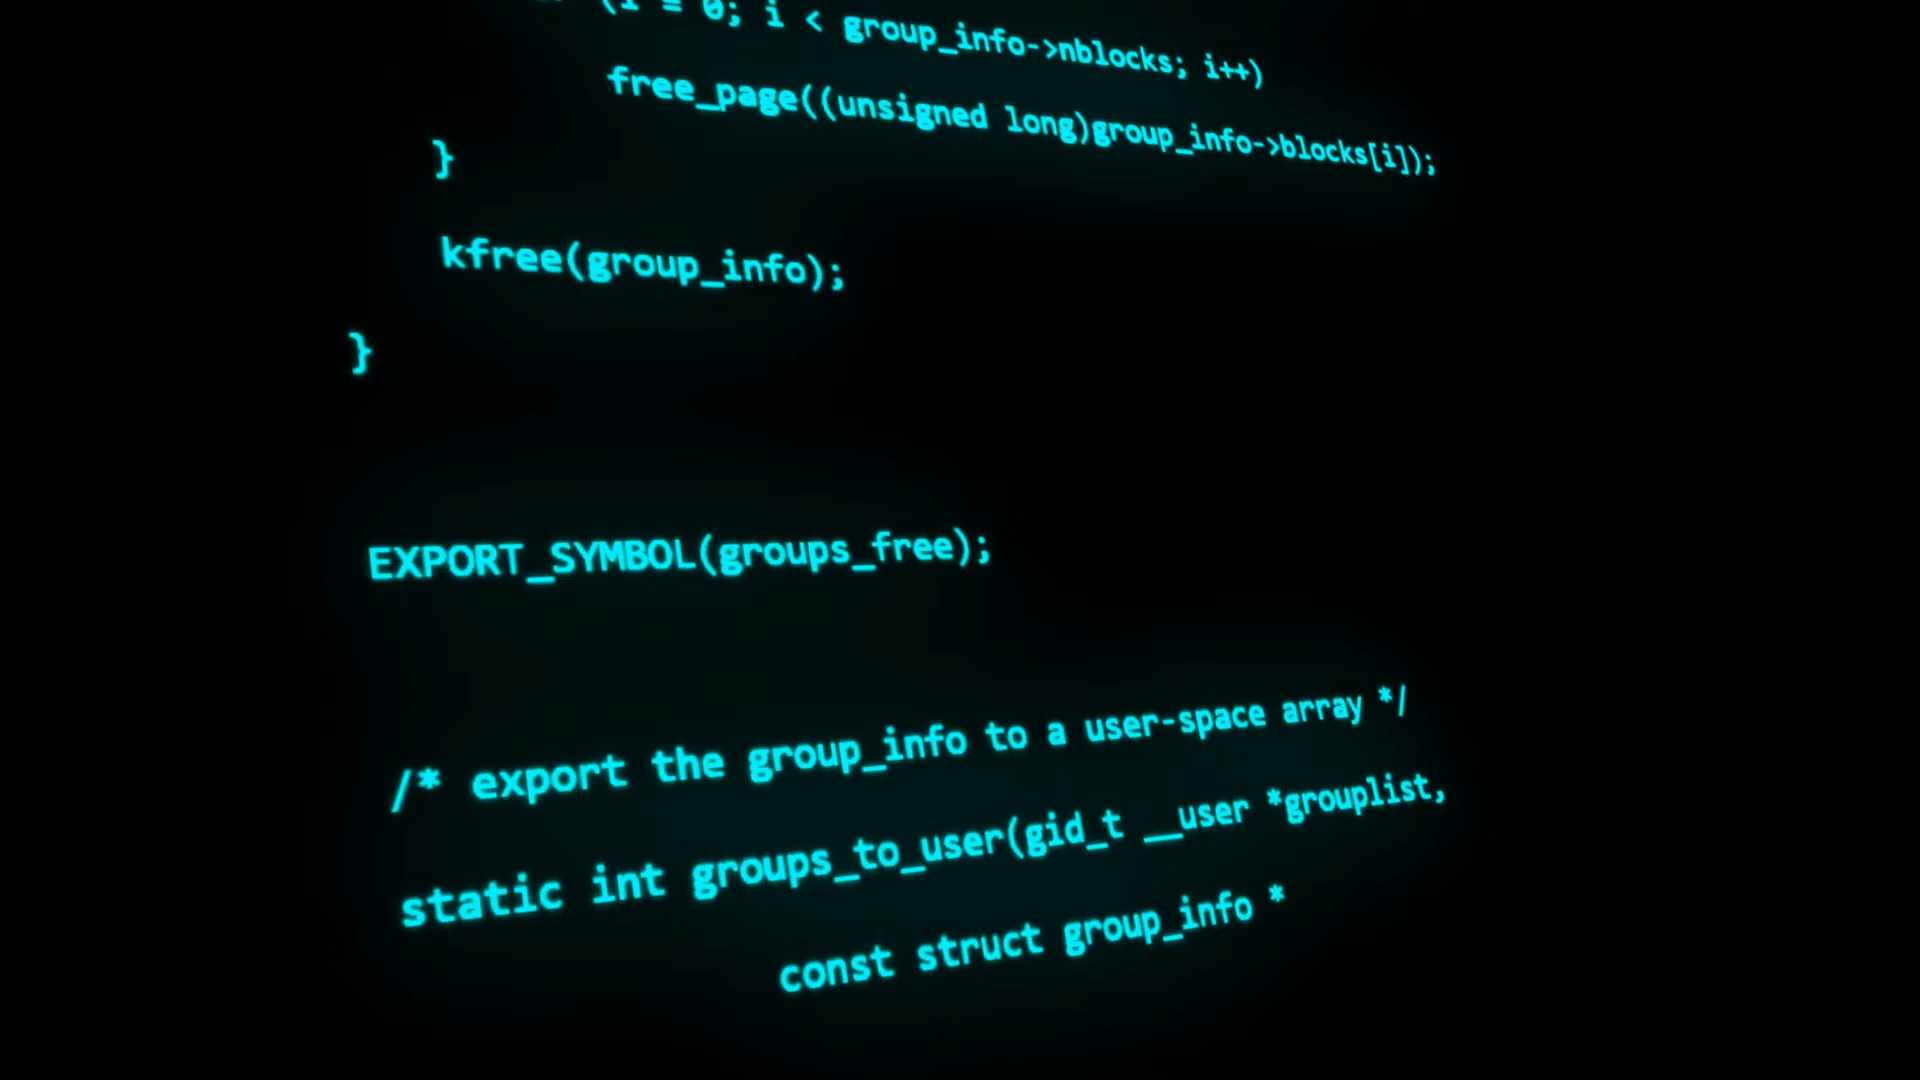 (i = 0; i < group_info->nblocks; i++)
free_page((unsigned long)group_info->blocks[i]);
}
kfree(group_info);
}
EXPORT_SYMBOL(groups_free);
/* export the group_info to a user-space array */
static int groups_to_user(gid_t __user *grouplist,
const struct group_info *